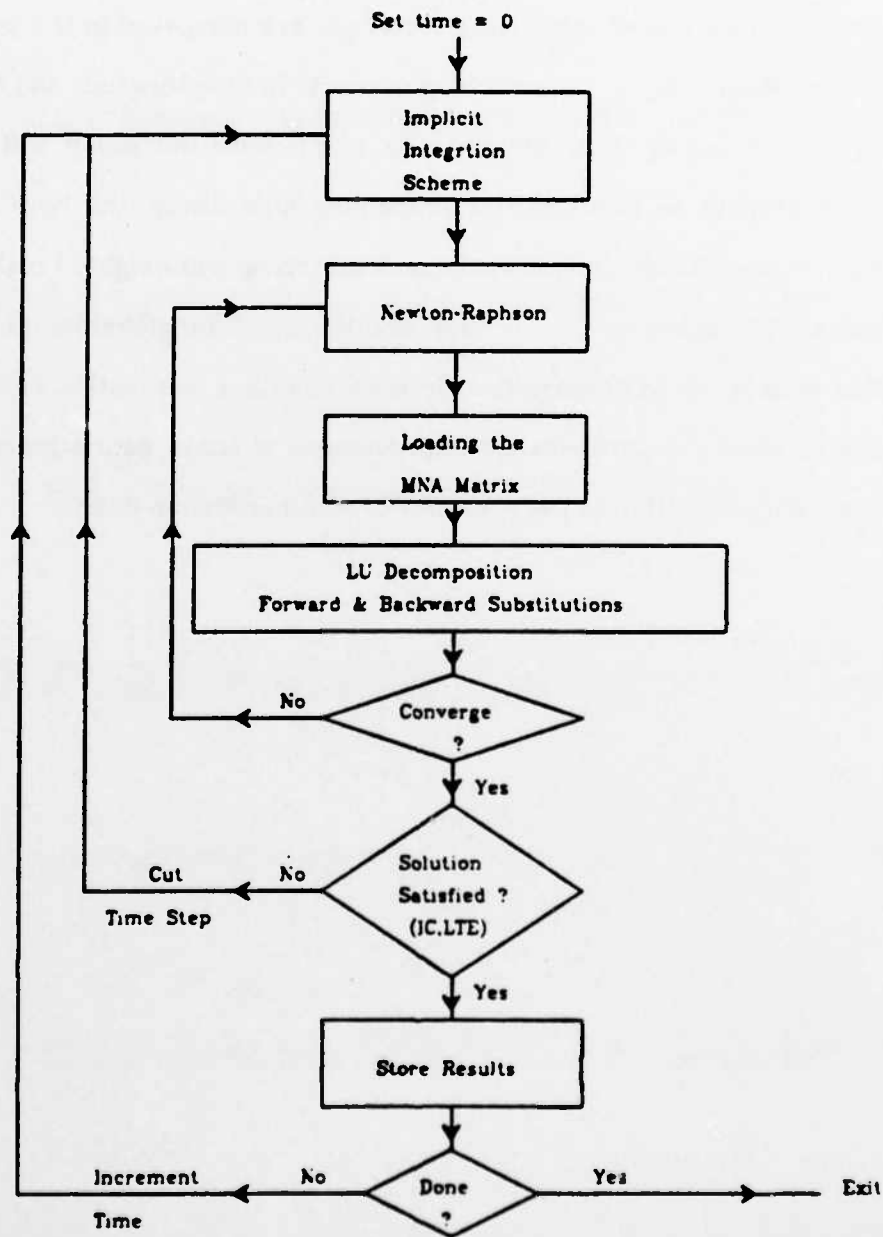 Set time = 0
Implicit
Integrtion
Scheme
Newton-Raphson
Loading the
MNA Matrix
LU Decomposition
Forward & Backward Substitutions
No
Converge
?
Yes
Cut
No
Solution
Satisfied ?
Time Step
(IC,LTE)
Yes
Store Results
Increment
No
Done
Yes
Exit
Time
?